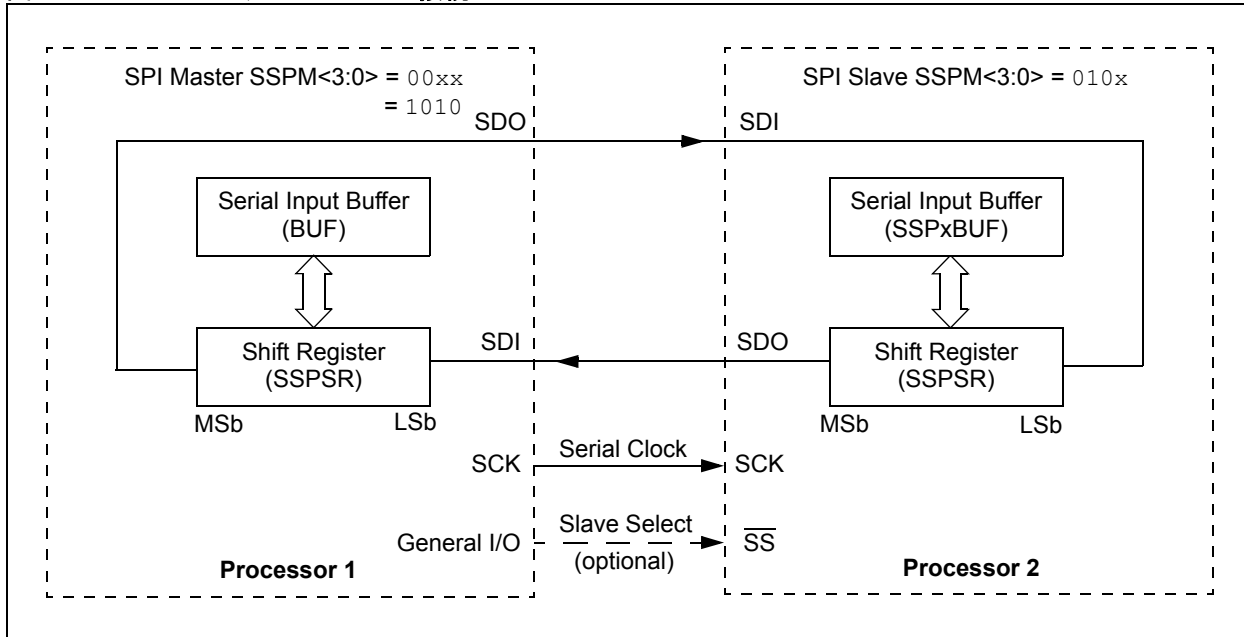 SPI Master SSPM<3:0> = 00xx
= 1010
SDO
Serial Input Buffer
(BUF)
Shift Register
(SSPSR)
MSb
LSb
SDI
SCK
General I/O
Processor 1
Serial Clock
Slave Select
(optional)
SPI Slave SSPM<3:0> = 010x
SDI
Serial Input Buffer
(SSPxBUF)
SDO
Shift Register
(SSPSR)
MSb
LSb
SCK
SS
Processor 2